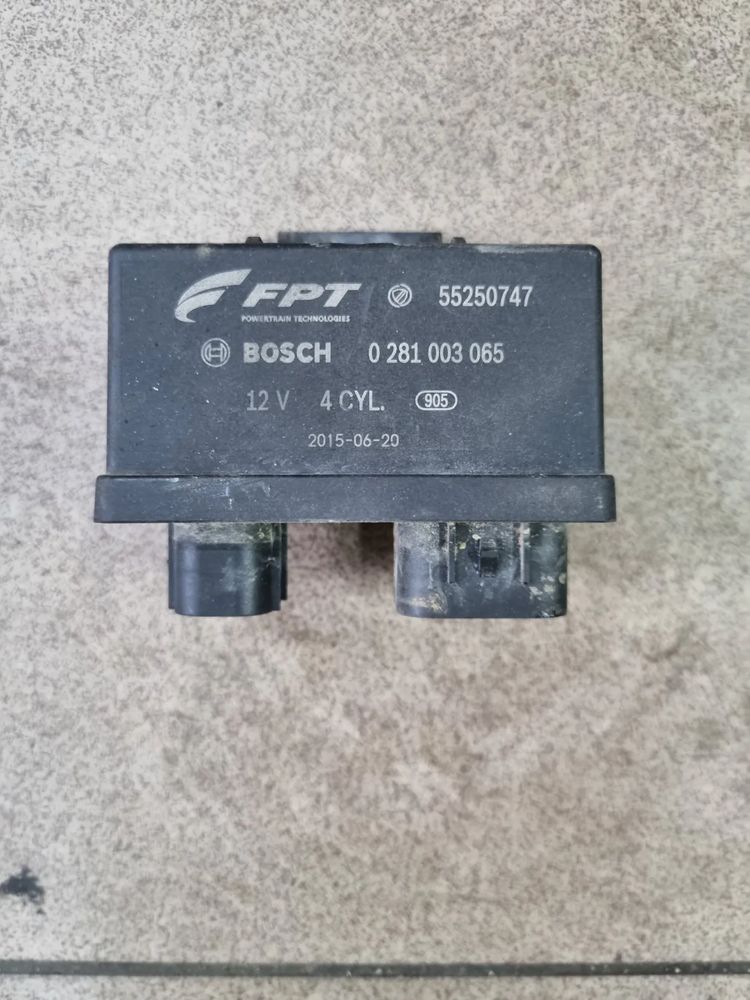 FPT 55250747
POWERTRAIN TECHNOLOGIES
BOSCH 0 281 003 065
12 V 4 CYL. 905
2015-06-20